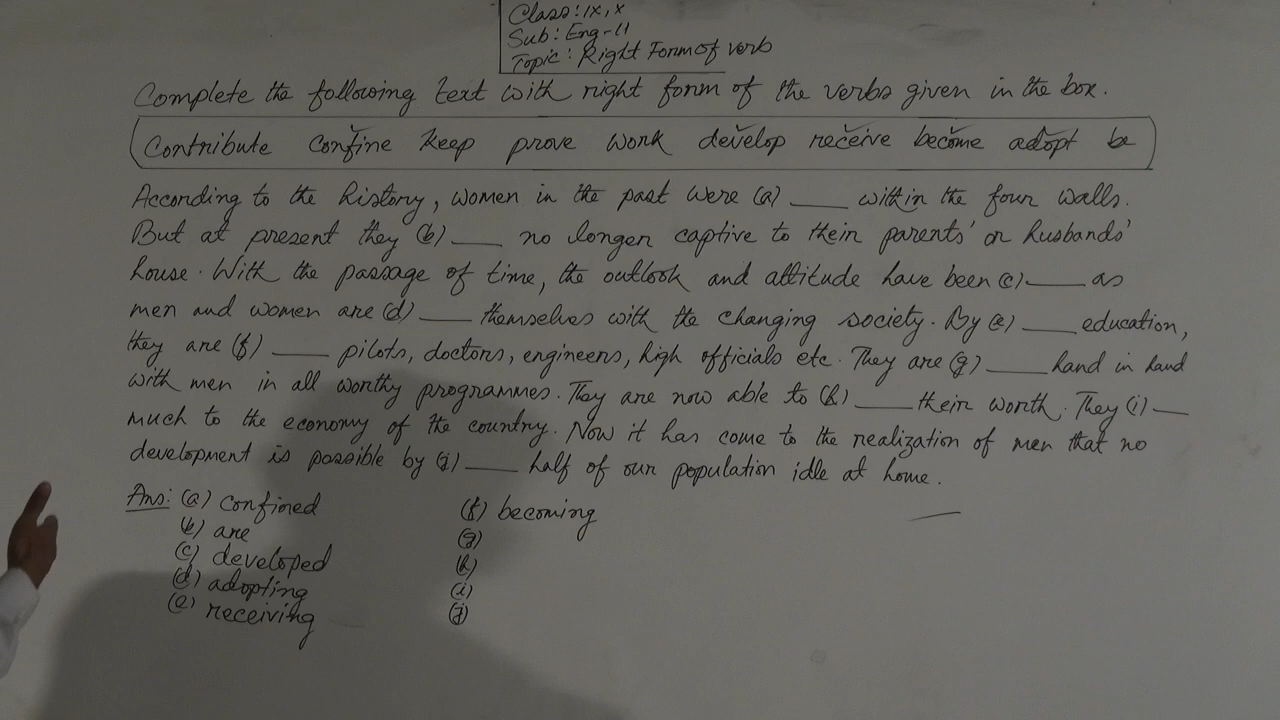 Class: IX, X
Sub: Eng-II
Topic: Right Form of verb
Complete the following text with right form of the verbs given in the box.
Contribute confine keep prove work develop receive become adopt be
According to the history, women in the past were (a) ____ within the four walls.
But at present they (b) ____ no longer captive to their parents' or husbands'
house. With the passage of time, the outlook and attitude have been (c) ____ as
men and women are (d) ____ themselves with the changing society. By (e) ____ education,
they are (f) ____ pilots, doctors, engineers, high officials etc. They are (g) ____ hand in hand
with men in all worthy programmes. They are now able to (h) ____ their worth. They (i) ____
much to the economy of the country. Now it has come to the realization of men that no
development is possible by (j) ____ half of our population idle at home.
Ans: (a) confined (f) becoming
(b) are (g)
(c) developed (h)
(d) adopting (i)
(e) receiving (j)